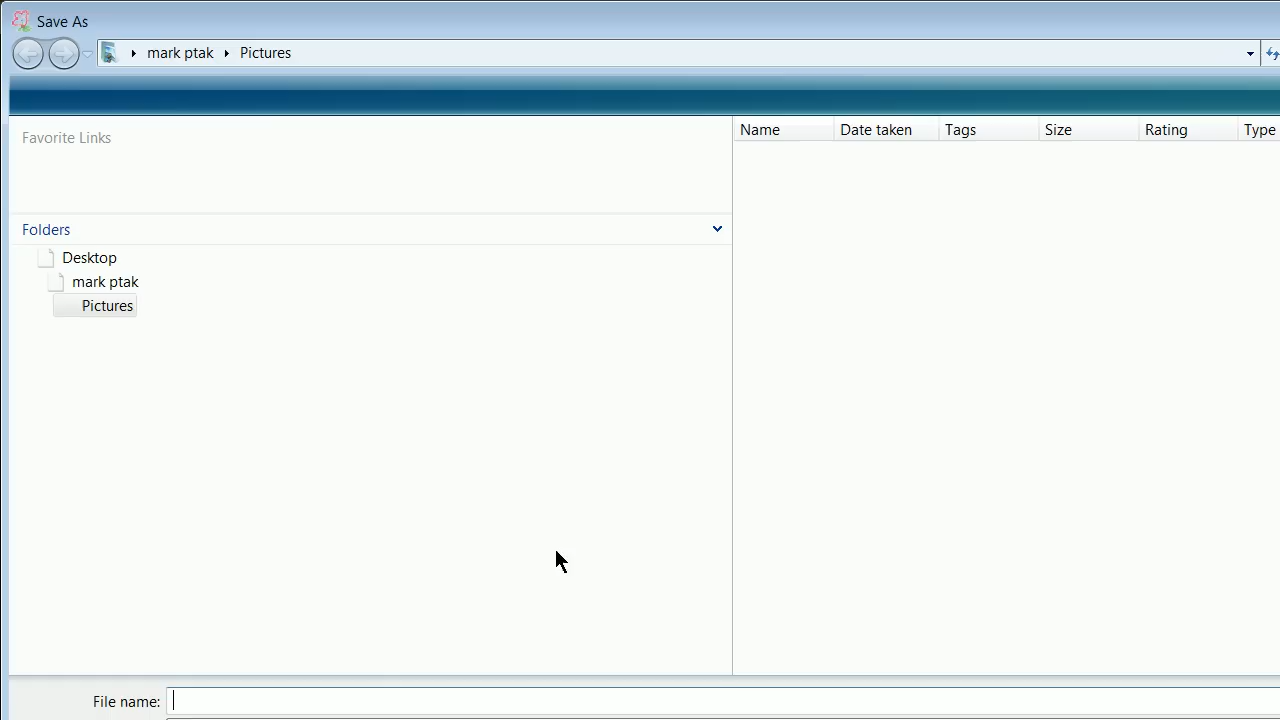 Save As
mark ptak Pictures
Favorite Links
Name Date taken Tags Size Rating Type
Folders
Desktop
mark ptak
Pictures
File name: